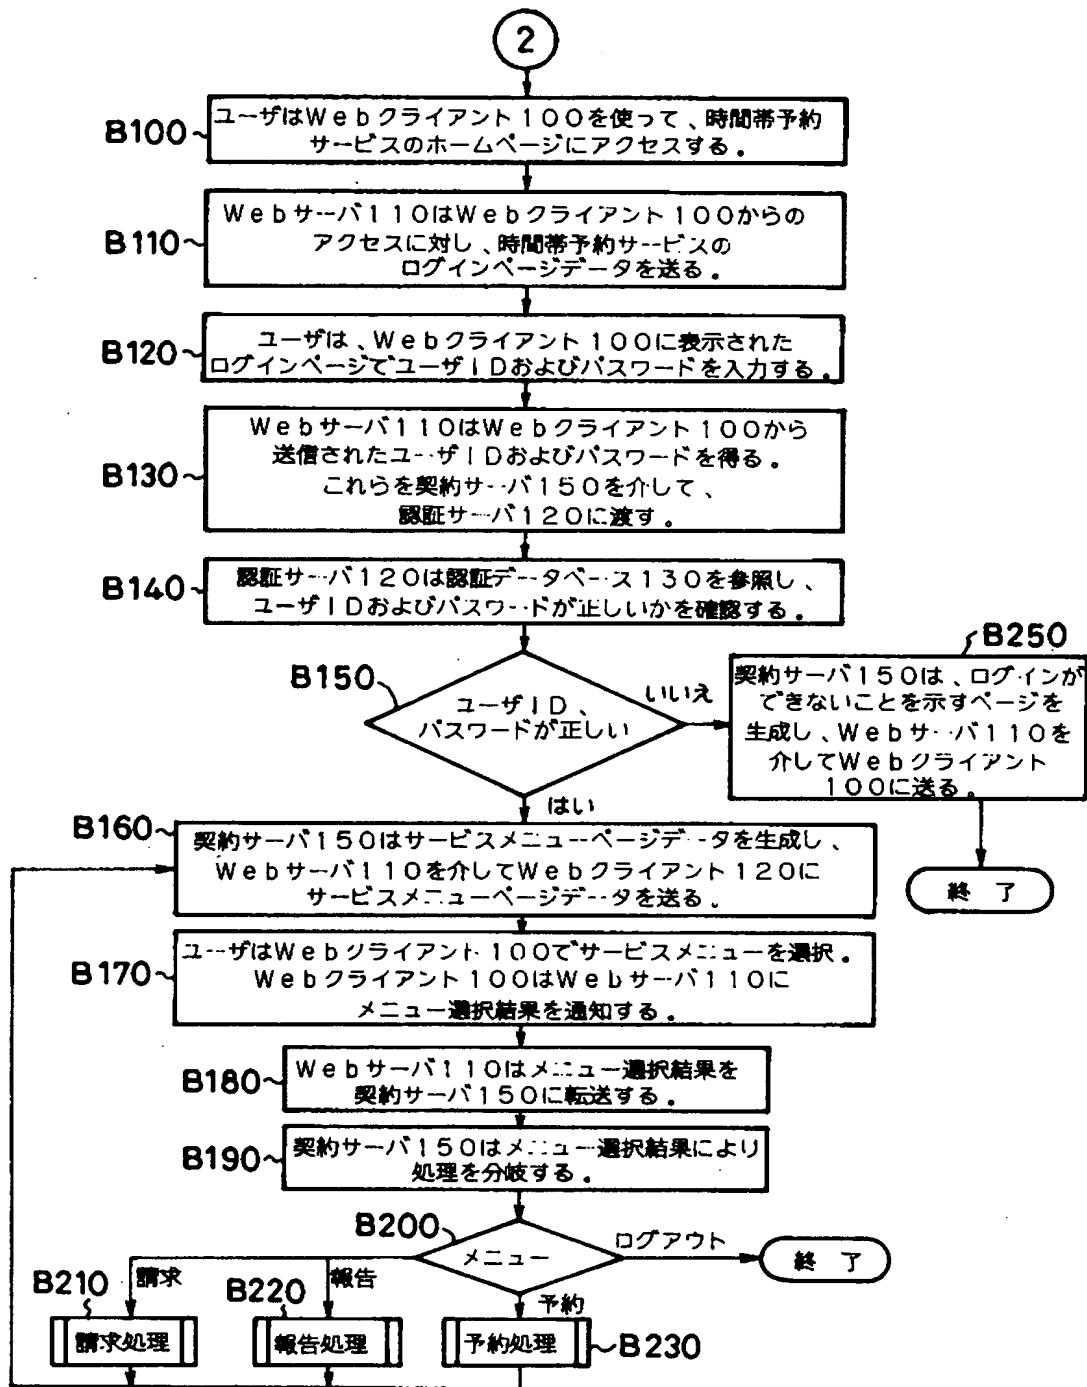 2
B100
ユーザはWebクライアント100を使って、時間帯予約
サービスのホームページにアクセスする。
B110
Webサーバ110はWebクライアント100からの
アクセスに対し、時間帯予約サービスの
ログインページデータを送る。
B120
ユーザは、Webクライアント100に表示された
ログインページでユーザIDおよびパスワードを入力する。
B130
Webサーバ110はWebクライアント100から
送信されたユーザIDおよびパスワードを得る。
これらを契約サーバ150を介して、
認証サーバ120に渡す。
B140
認証サーバ120は認証データベース130を参照し、
ユーザIDおよびパスワードが正しいかを確認する。
B150
ユーザID、
パスワードが正しい
いいえ
B250
契約サーバ150は、ログインが
できないことを示すページを
生成し、Webサーバ110を
介してWebクライアント
100に送る。
終了
はい
B160
契約サーバ150はサービスメニューページデータを生成し、
Webサーバ110を介してWebクライアント120に
サービスメニューページデータを送る。
B170
ユーザはWebクライアント100でサービスメニューを選択。
Webクライアント100はWebサーバ110に
メニュー選択結果を通知する。
B180
Webサーバ110はメニュー選択結果を
契約サーバ150に転送する。
B190
契約サーバ150はメニュー選択結果により
処理を分岐する。
B200
メニュー
ログアウト
終了
B210
請求
請求処理
B220
報告
報告処理
予約
予約処理
B230